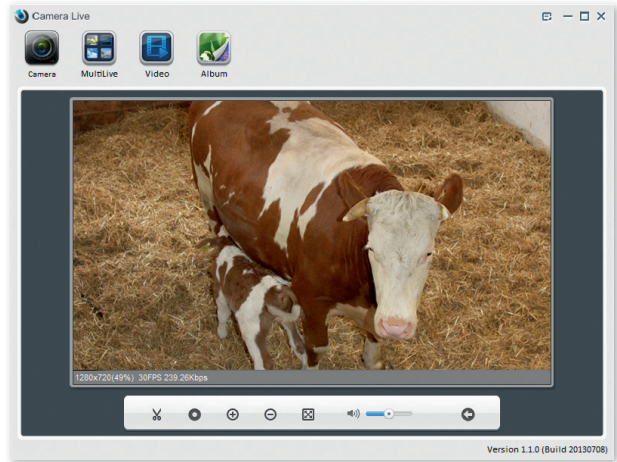 Camera Live
Camera MultiLive Video Album
1280x720(49%) 30FPS 239.26Kbps
Version 1.1.0 (Build 20130708)